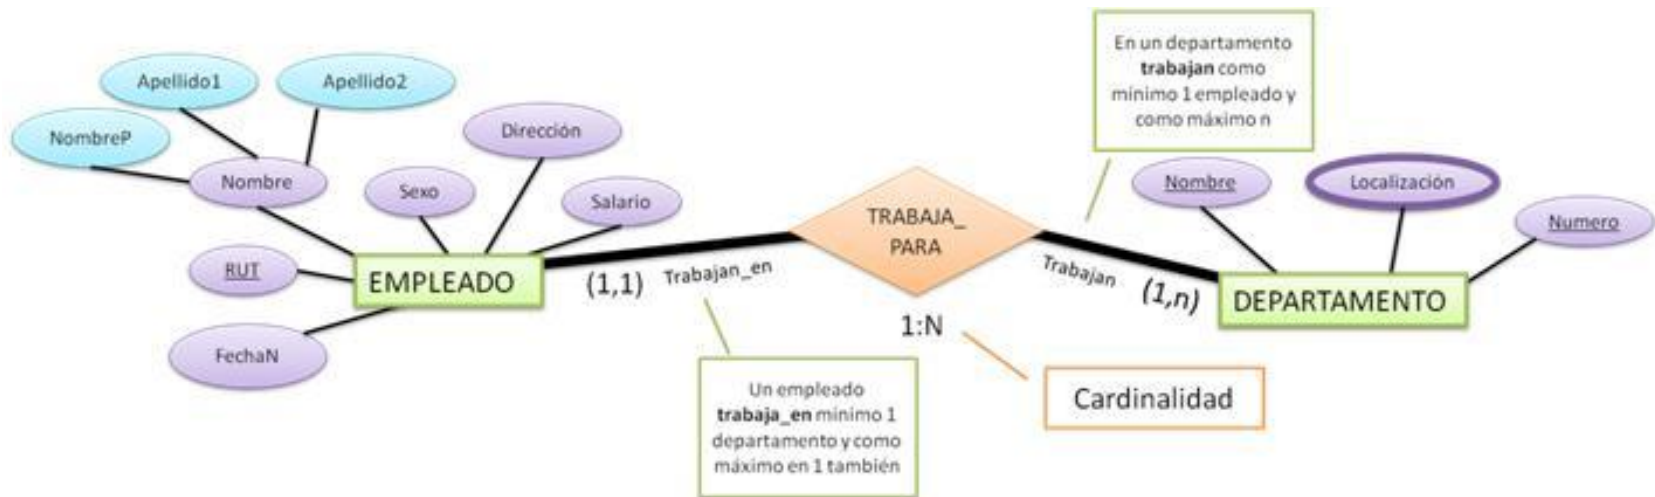 En un departamento
trabajan como
mínimo 1 empleado y
como máximo n
Apellido1
Apellido2
NombreP
Dirección
Nombre
Sexo
Salario
Nombre
Localización
Numero
TRABAJA_
PARA
RUT
EMPLEADO
(1,1)
Trabajan_en
Trabajan
(1,n)
DEPARTAMENTO
1:N
FechaN
Un empleado
trabaja_en mínimo 1
departamento y como
máximo en 1 también
Cardinalidad